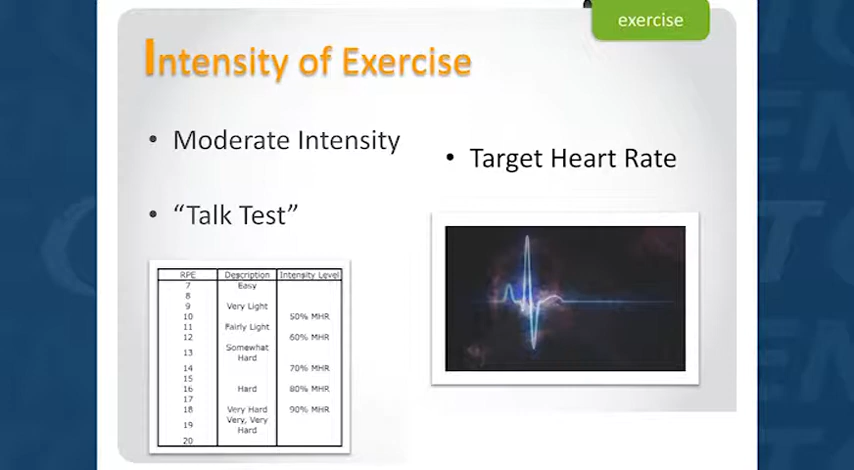 exercise
Intensity of Exercise
• Moderate Intensity
• Target Heart Rate
• “Talk Test”
RPE Description Intensity Level
7 Easy
8
9 Very Light
10 50% MHR
11 Fairly Light
12 60% MHR
13 Somewhat Hard
14 70% MHR
15
16 Hard 80% MHR
17
18 Very Hard 90% MHR
19 Very, Very Hard
20